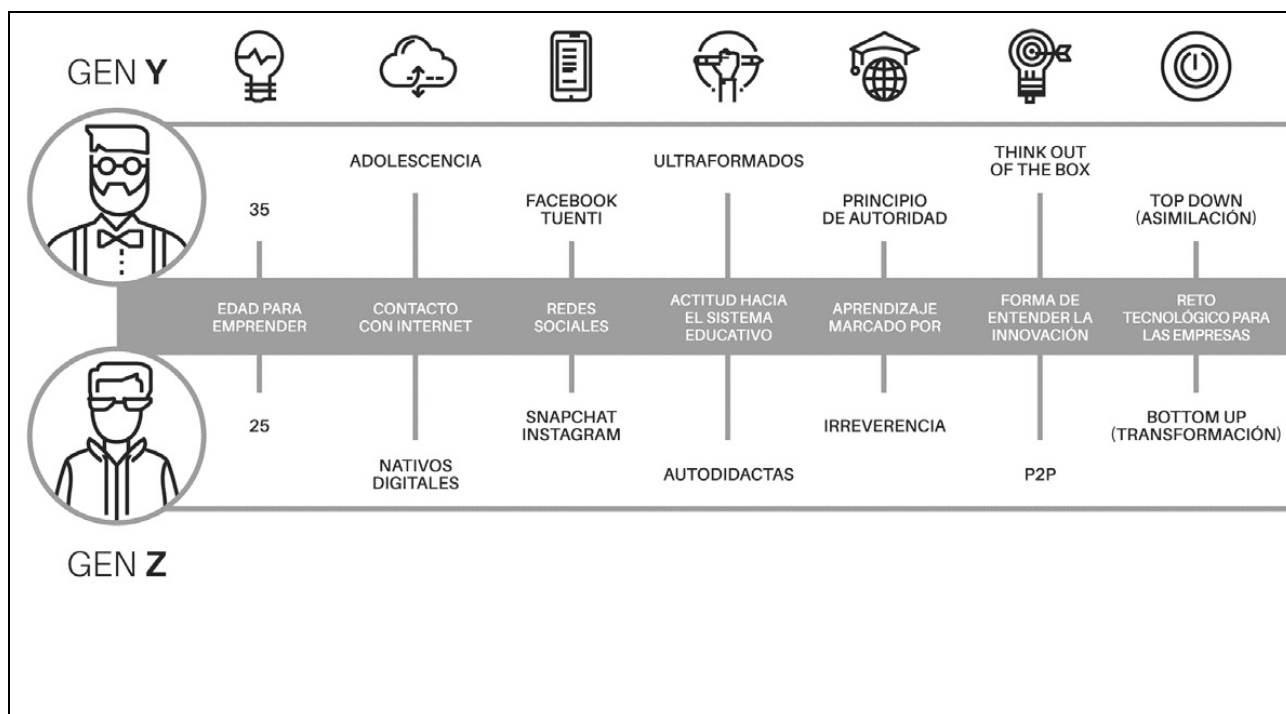 GEN Y
ADOLESCENCIA
ULTRAFORMADOS
THINK OUT
OF THE BOX
35
FACEBOOK
TUENTI
PRINCIPIO
DE AUTORIDAD
TOP DOWN
(ASIMILACIÓN)
EDAD PARA
EMPRENDER
CONTACTO
CON INTERNET
REDES
SOCIALES
ACTITUD HACIA
EL SISTEMA
EDUCATIVO
APRENDIZAJE
MARCADO POR
FORMA DE
ENTENDER LA
INNOVACIÓN
RETO
TECNOLÓGICO PARA
LAS EMPRESAS
25
SNAPCHAT
INSTAGRAM
IRREVERENCIA
BOTTOM UP
(TRANSFORMACIÓN)
NATIVOS
DIGITALES
AUTODIDACTAS
P2P
GEN Z